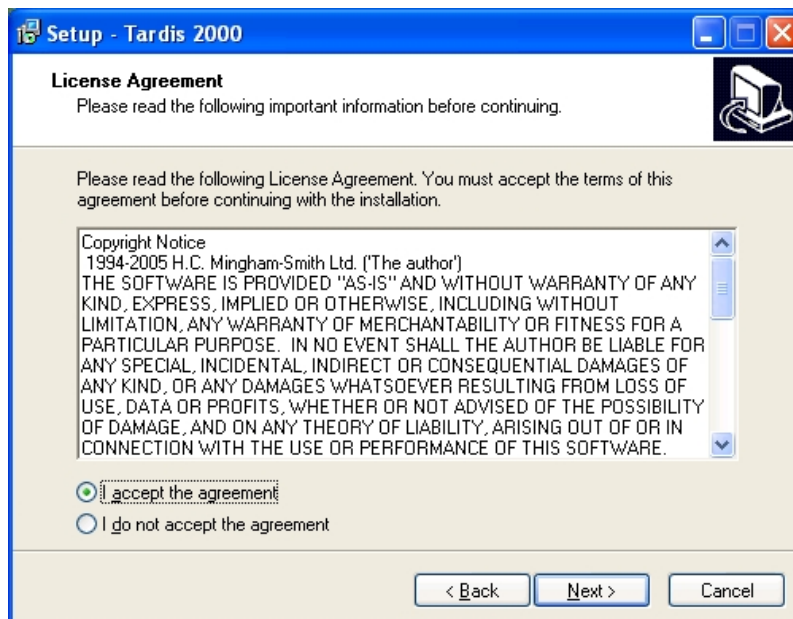 Setup - Tardis 2000
License Agreement
Please read the following important information before continuing.
Please read the following License Agreement. You must accept the terms of this
agreement before continuing with the installation.
Copyright Notice
1994-2005 H.C. Mingham-Smith Ltd. ('The author')
THE SOFTWARE IS PROVIDED "AS-IS" AND WITHOUT WARRANTY OF ANY
KIND, EXPRESS, IMPLIED OR OTHERWISE, INCLUDING WITHOUT
LIMITATION, ANY WARRANTY OF MERCHANTABILITY OR FITNESS FOR A
PARTICULAR PURPOSE.  IN NO EVENT SHALL THE AUTHOR BE LIABLE FOR
ANY SPECIAL, INCIDENTAL, INDIRECT OR CONSEQUENTIAL DAMAGES OF
ANY KIND, OR ANY DAMAGES WHATSOEVER RESULTING FROM LOSS OF
USE, DATA OR PROFITS, WHETHER OR NOT ADVISED OF THE POSSIBILITY
OF DAMAGE, AND ON ANY THEORY OF LIABILITY, ARISING OUT OF OR IN
CONNECTION WITH THE USE OR PERFORMANCE OF THIS SOFTWARE.
I accept the agreement
I do not accept the agreement
< Back Next > Cancel